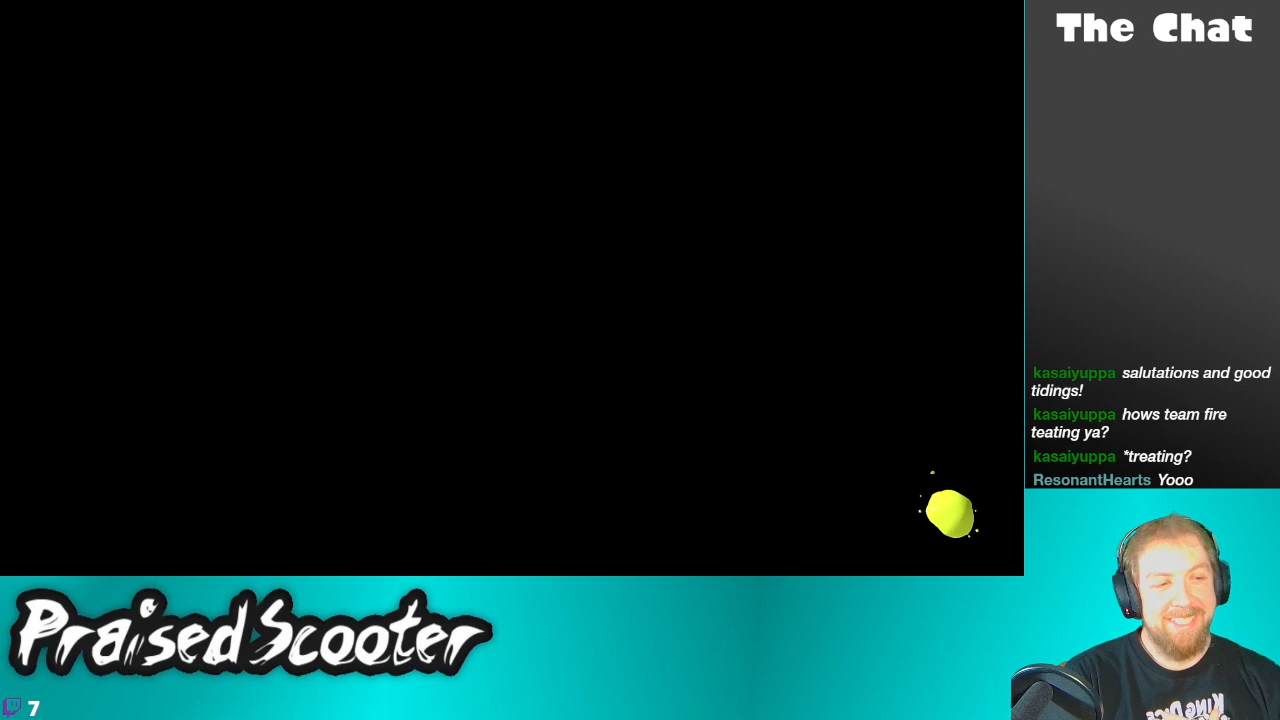 The Chat
kasaiyuppa salutations and good
tidings!
kasaiyuppa hows team fire
teating ya?
kasaiyuppa *treating?
ResonantHearts Yooo
PraisedScooter
7